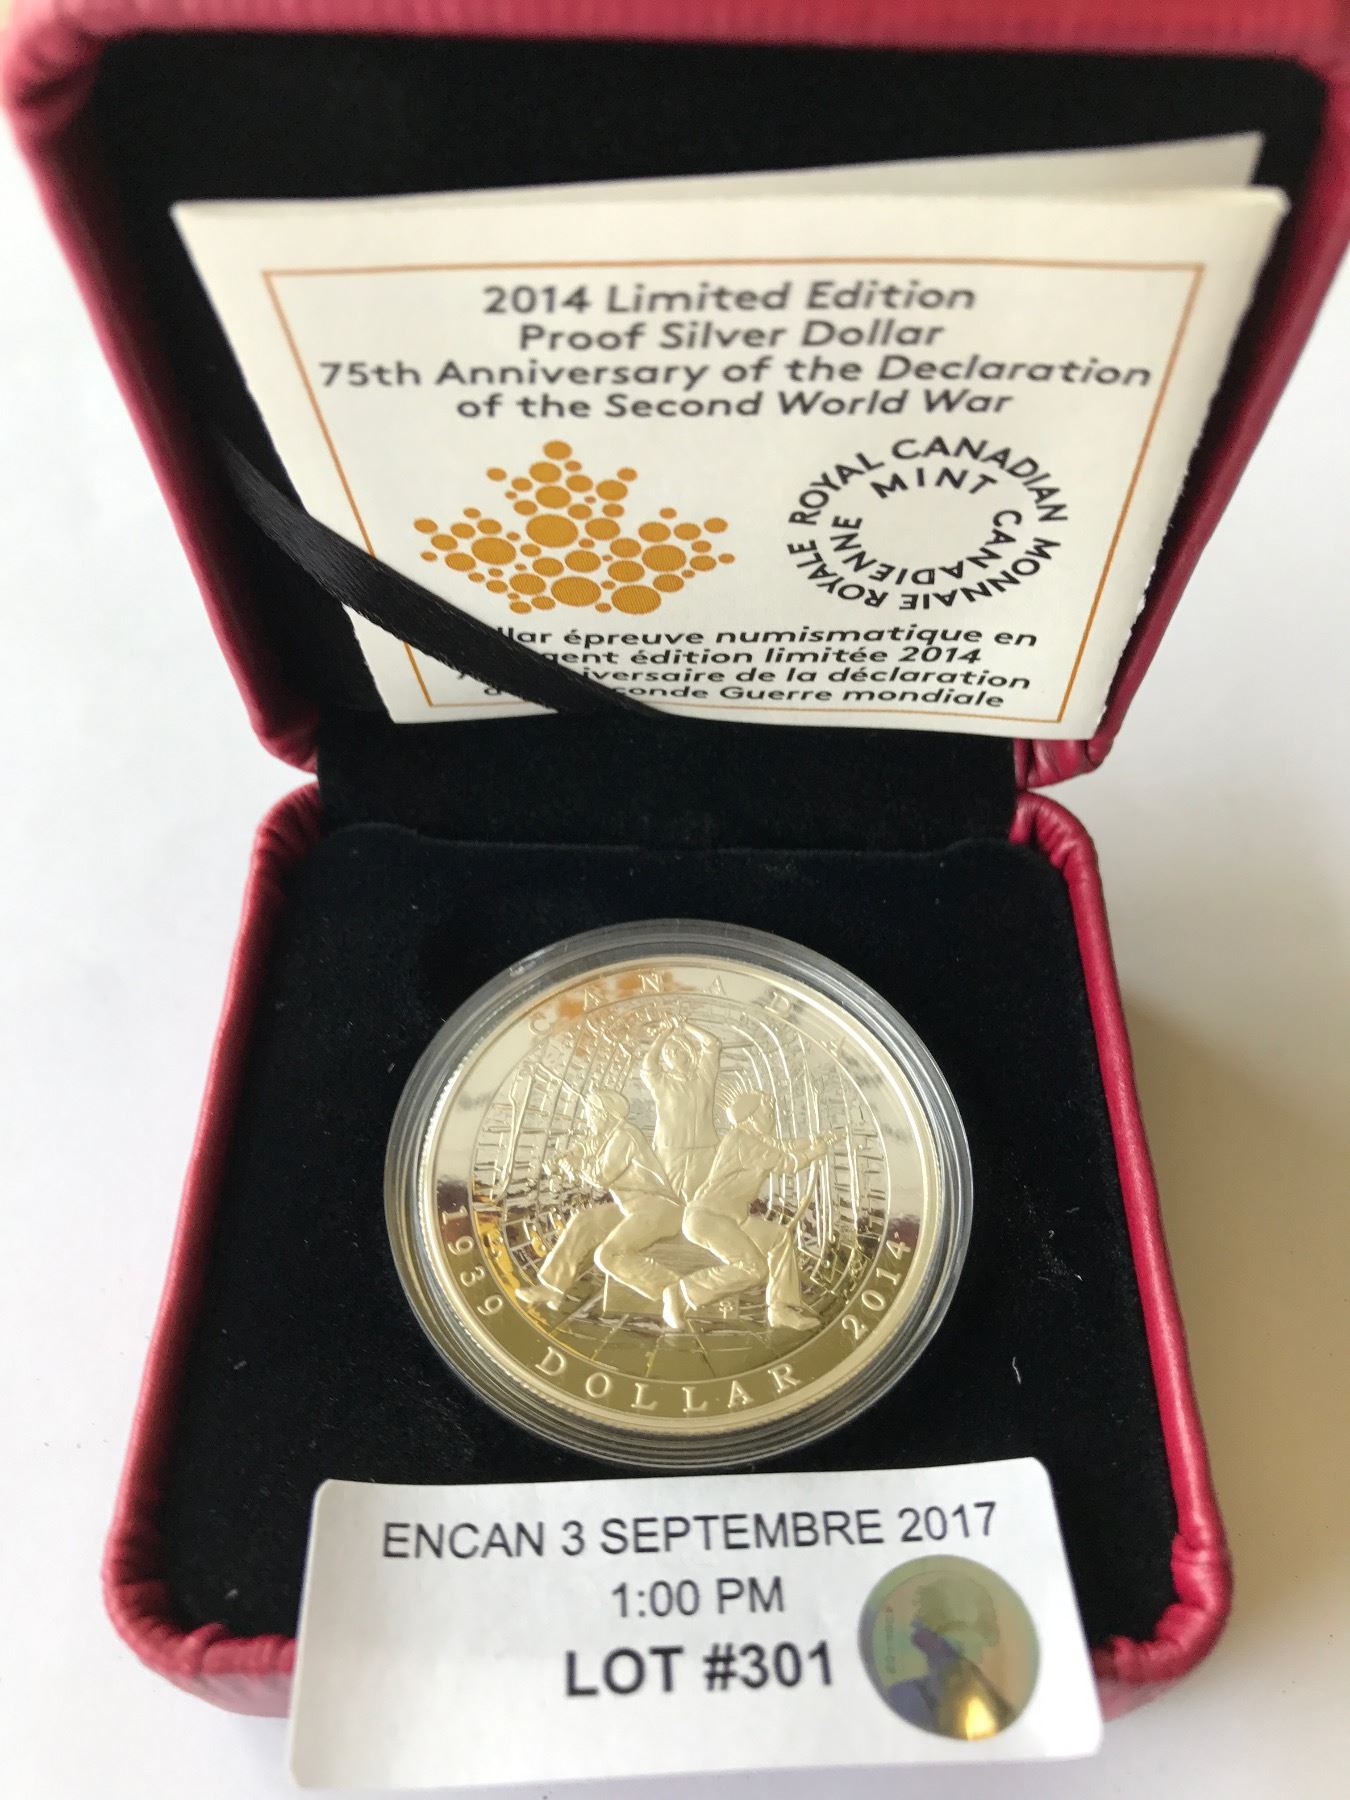 2014 Limited Edition
Proof Silver Dollar
75th Anniversary of the Declaration
of the Second World War
ROYAL CANADIAN
MINT
MONNAIE ROYALE
CANADIENNE
épreuve numismatique en
édition limitée 2014
de la déclaration
Guerre mondiale
CANADA
1939 DOLLAR 2014
ENCAN 3 SEPTEMBRE 2017
1:00 PM
LOT #301